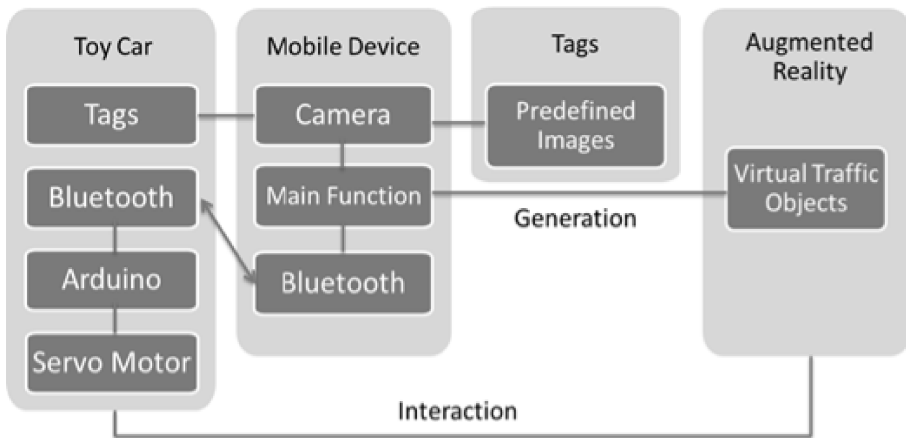 Toy Car
Tags
Bluetooth
Arduino
Servo Motor
Mobile Device
Camera
Main Function
Bluetooth
Tags
Predefined
Images
Augmented
Reality
Virtual Traffic
Objects
Generation
Interaction